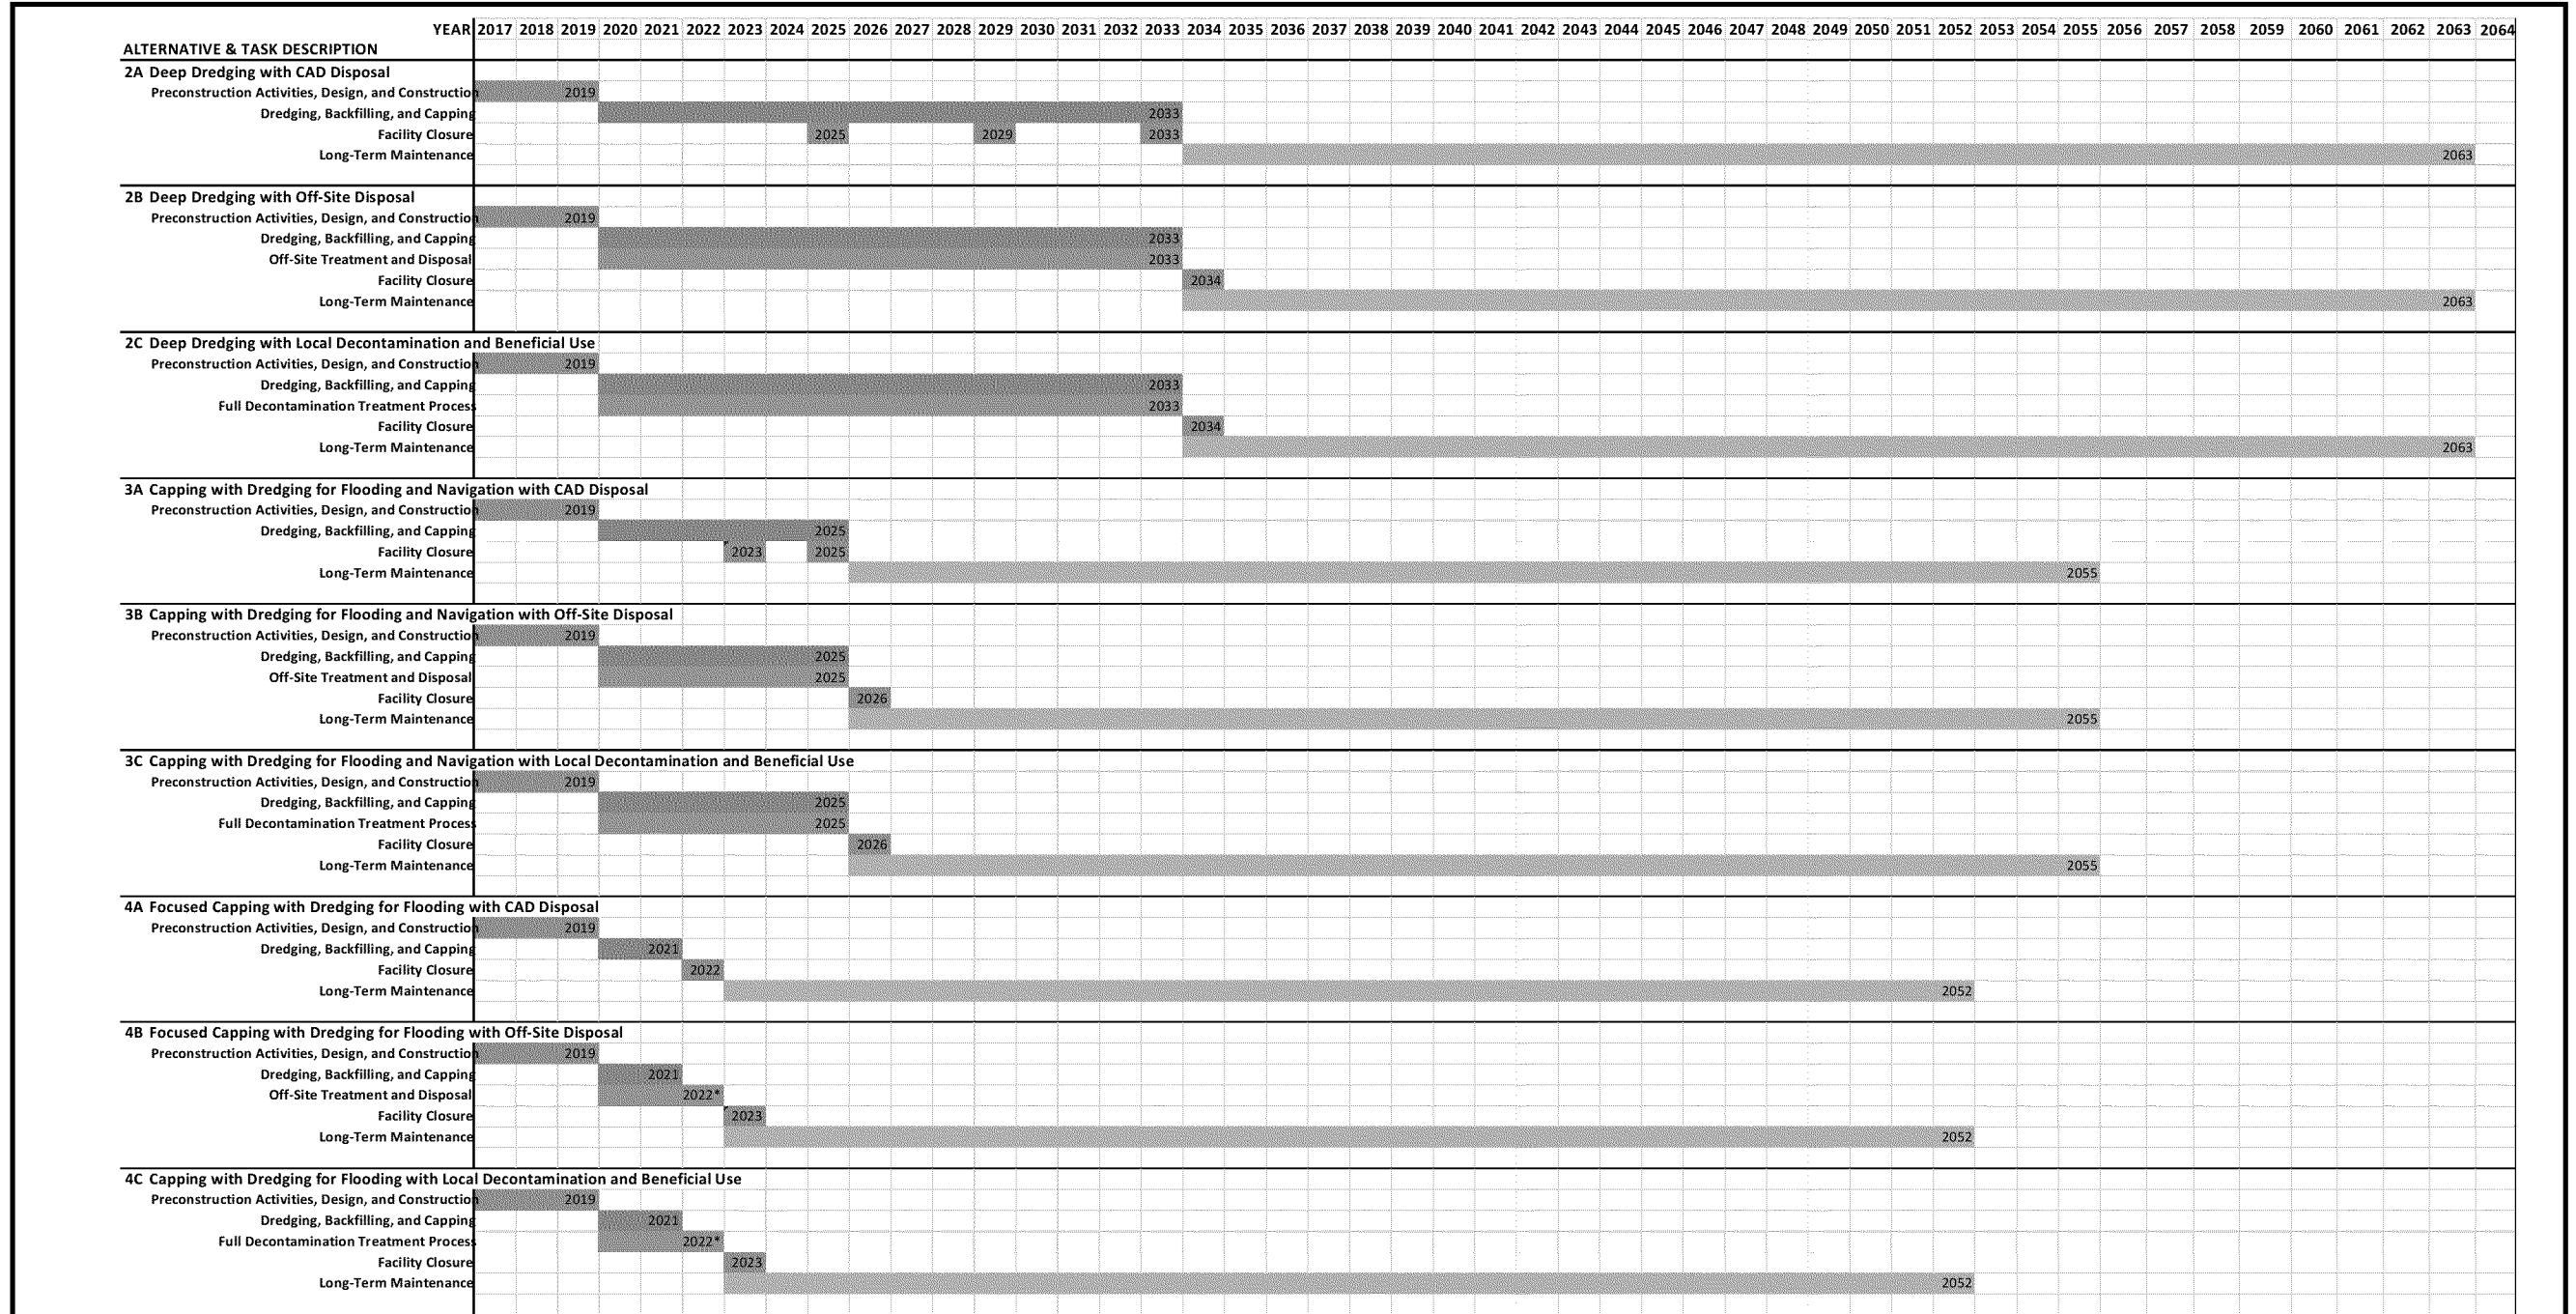 YEAR 2017 2018 2019 2020 2021 2022 2023 2024 2025 2026 2027 2028 2029 2030 2031 2032 2033 2034 2035 2036 2037 2038 2039 2040 2041 2042 2043 2044 2045 2046 2047 2048 2049 2050 2051 2052 2053 2054 2055 2056 2057 2058 2059 2060 2061 2062 2063 2064
ALTERNATIVE & TASK DESCRIPTION
2A Deep Dredging with CAD Disposal
Preconstruction Activities, Design, and Construction 2019
Dredging, Backfilling, and Capping 2033
Facility Closure 2025 2029 2033
Long-Term Maintenance 2063
2B Deep Dredging with Off-Site Disposal
Preconstruction Activities, Design, and Construction 2019
Dredging, Backfilling, and Capping 2033
Off-Site Treatment and Disposal 2033
Facility Closure 2034
Long-Term Maintenance 2063
2C Deep Dredging with Local Decontamination and Beneficial Use
Preconstruction Activities, Design, and Construction 2019
Dredging, Backfilling, and Capping 2033
Full Decontamination Treatment Process 2033
Facility Closure 2034
Long-Term Maintenance 2063
3A Capping with Dredging for Flooding and Navigation with CAD Disposal
Preconstruction Activities, Design, and Construction 2019
Dredging, Backfilling, and Capping 2025
Facility Closure 2023 2025
Long-Term Maintenance 2055
3B Capping with Dredging for Flooding and Navigation with Off-Site Disposal
Preconstruction Activities, Design, and Construction 2019
Dredging, Backfilling, and Capping 2025
Off-Site Treatment and Disposal 2025
Facility Closure 2026
Long-Term Maintenance 2055
3C Capping with Dredging for Flooding and Navigation with Local Decontamination and Beneficial Use
Preconstruction Activities, Design, and Construction 2019
Dredging, Backfilling, and Capping 2025
Full Decontamination Treatment Process 2025
Facility Closure 2026
Long-Term Maintenance 2055
4A Focused Capping with Dredging for Flooding with CAD Disposal
Preconstruction Activities, Design, and Construction 2019
Dredging, Backfilling, and Capping 2021
Facility Closure 2022
Long-Term Maintenance 2052
4B Focused Capping with Dredging for Flooding with Off-Site Disposal
Preconstruction Activities, Design, and Construction 2019
Dredging, Backfilling, and Capping 2021
Off-Site Treatment and Disposal 2022*
Facility Closure 2023
Long-Term Maintenance 2052
4C Capping with Dredging for Flooding with Local Decontamination and Beneficial Use
Preconstruction Activities, Design, and Construction 2019
Dredging, Backfilling, and Capping 2021
Full Decontamination Treatment Process 2022*
Facility Closure 2023
Long-Term Maintenance 2052